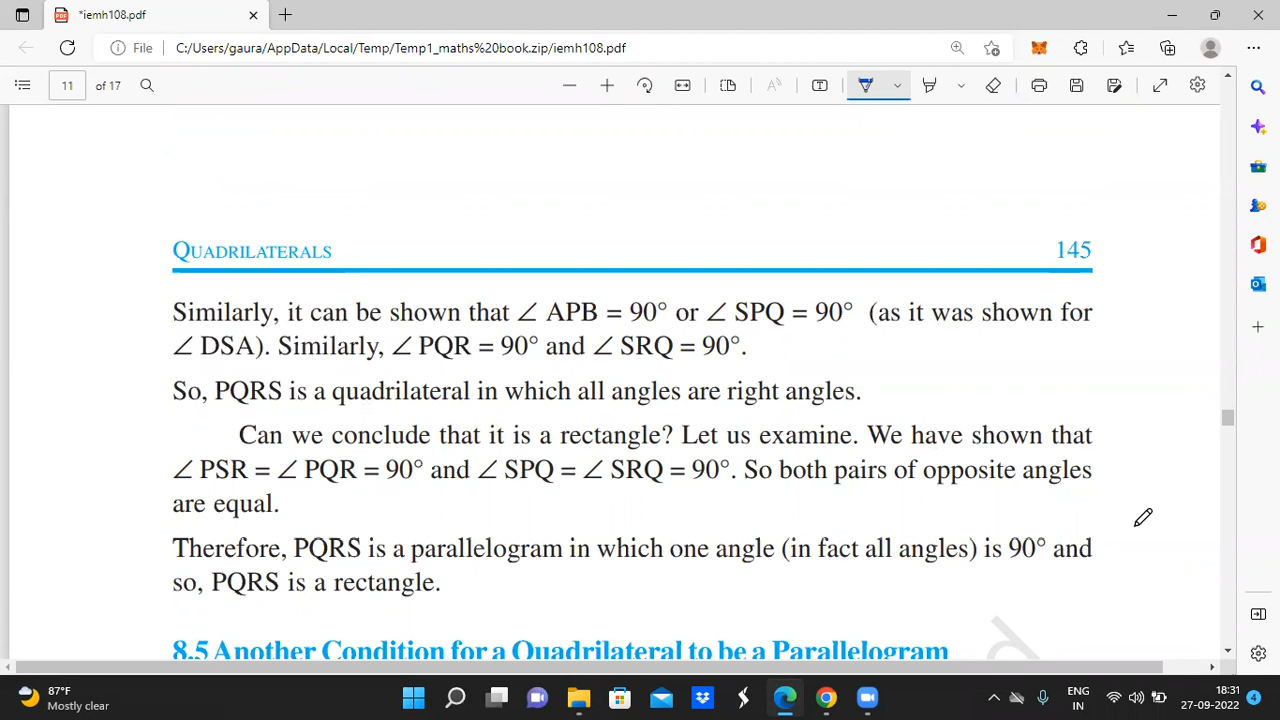 *iemh108.pdf
File C:/Users/gaura/AppData/Local/Temp/Temp1_maths%20book.zip/iemh108.pdf
11 of 17
QUADRILATERALS 145
Similarly, it can be shown that ∠ APB = 90° or ∠ SPQ = 90° (as it was shown for
∠ DSA). Similarly, ∠ PQR = 90° and ∠ SRQ = 90°.
So, PQRS is a quadrilateral in which all angles are right angles.
Can we conclude that it is a rectangle? Let us examine. We have shown that
∠ PSR = ∠ PQR = 90° and ∠ SPQ = ∠ SRQ = 90°. So both pairs of opposite angles
are equal.
Therefore, PQRS is a parallelogram in which one angle (in fact all angles) is 90° and
so, PQRS is a rectangle.
8.5 Another Condition for a Quadrilateral to be a Parallelogram
87°F
Mostly clear
ENG
IN
18:31
27-09-2022
4